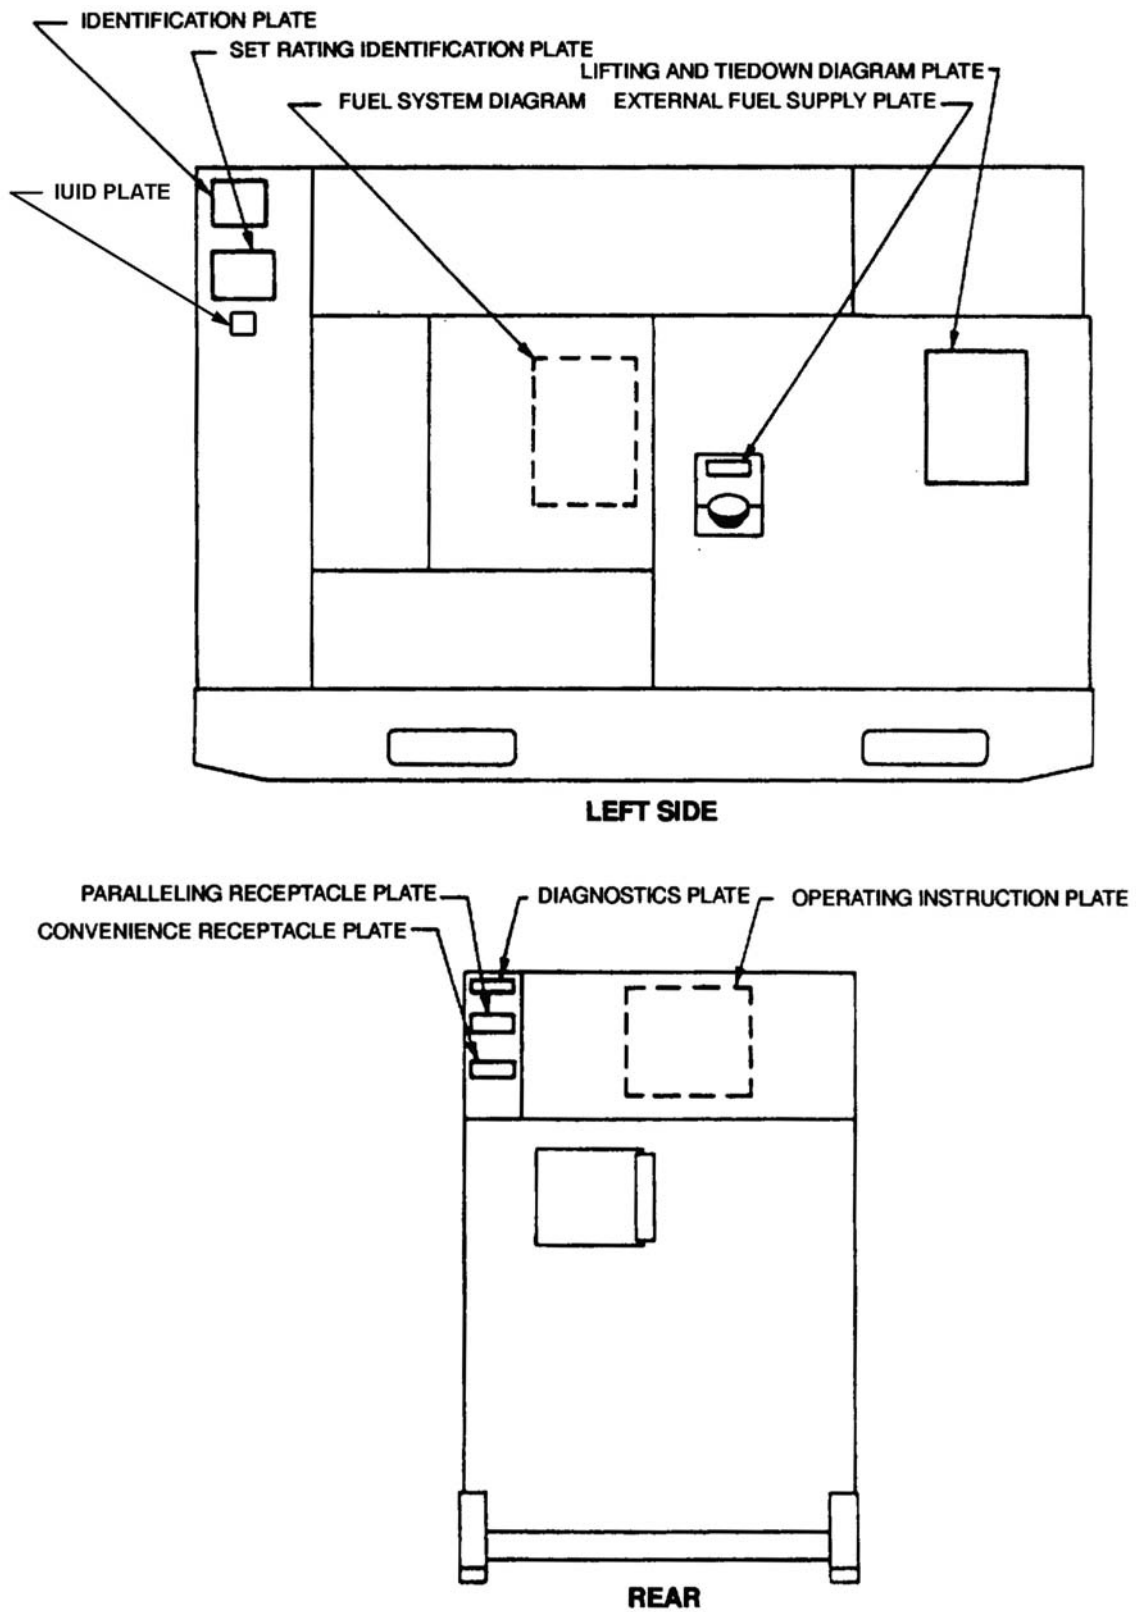 IDENTIFICATION PLATE
SET RATING IDENTIFICATION PLATE
LIFTING AND TIEDOWN DIAGRAM PLATE
FUEL SYSTEM DIAGRAM
EXTERNAL FUEL SUPPLY PLATE
IUID PLATE
LEFT SIDE
PARALLELING RECEPTACLE PLATE
DIAGNOSTICS PLATE
OPERATING INSTRUCTION PLATE
CONVENIENCE RECEPTACLE PLATE
REAR